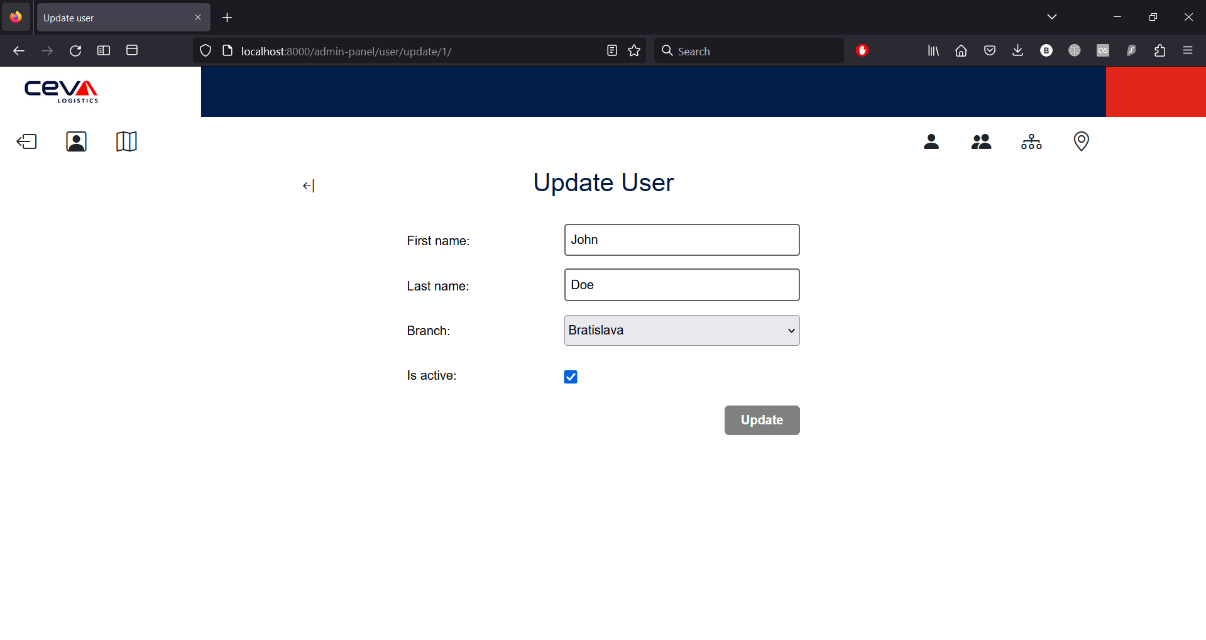 Update user
localhost:8000/admin-panel/user/update/1/
Search
CEVA
LOGISTICS
Update User
First name:
John
Last name:
Doe
Branch:
Bratislava
Is active:
Update